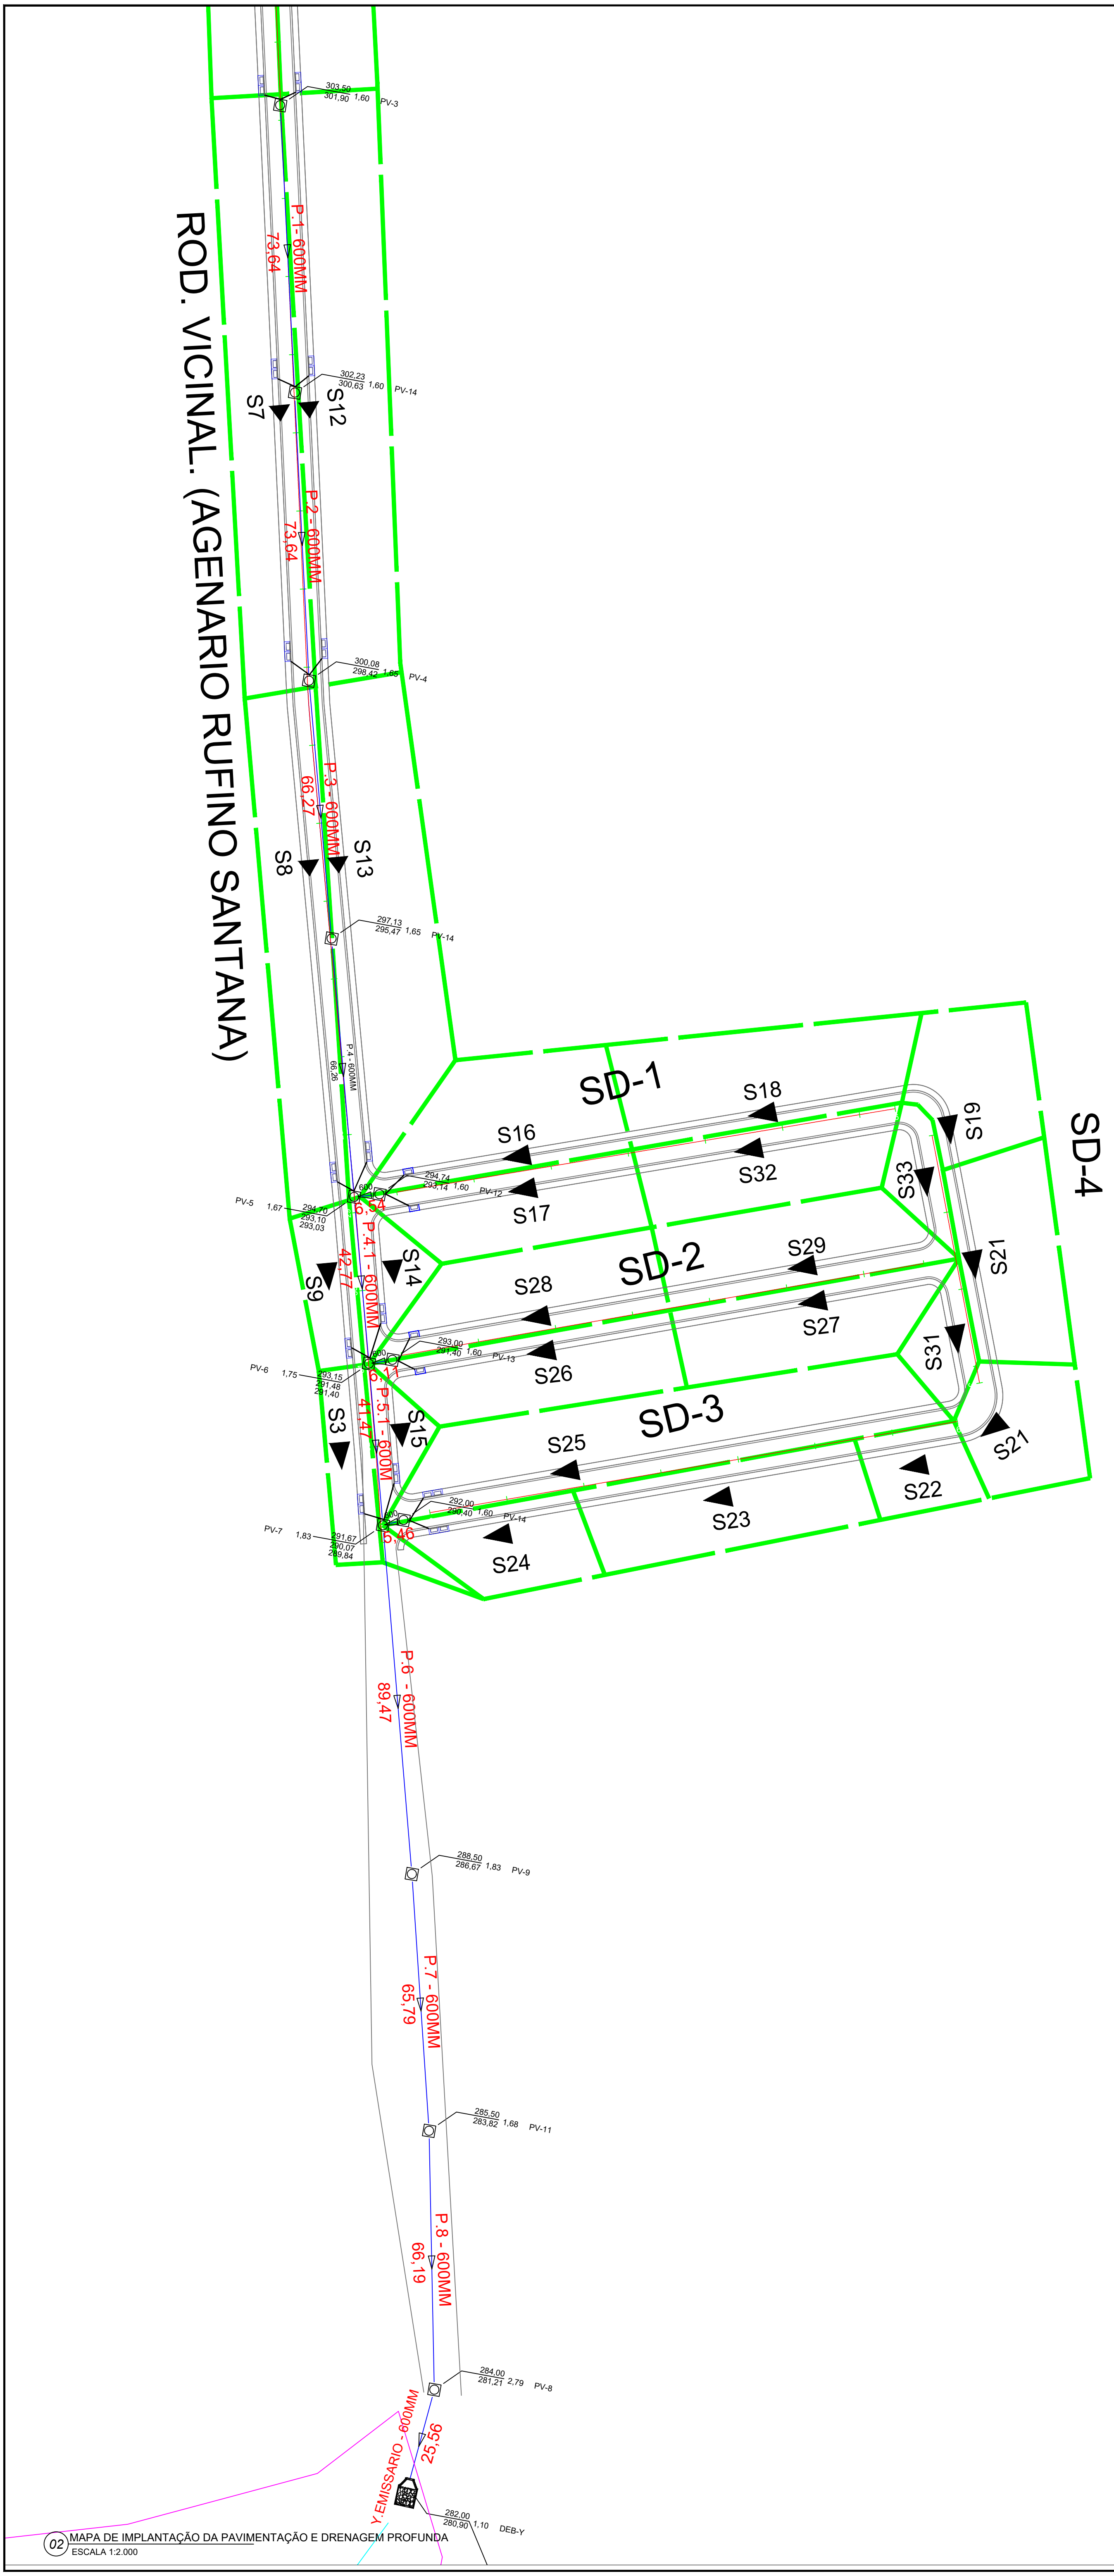 303,50
301,90
1,60
PV-3
P.1- 600MM
73,64
ROD. VICINAL. (AGENARIO RUFINO SANTANA)
302,23
300,63
1,60
PV-14
S7
S12
P.2 - 600MM
73,64
300,08
298,42
1,65
PV-4
P.3 - 600MM
66,27
S8
S13
297,13
295,47
1,65
PV-14
P.4 - 600MM
66,26
SD-1
S18
S16
S19
SD-4
S32
S33
S17
294,74
293,14
1,60
PV-12
600
6,54
PV-5
1,67
294,70
293,10
293,03
P.4.1 - 600MM
42,77
S14
S9
SD-2
S29
S28
S21
S27
S26
S31
293,00
291,40
1,60
PV-13
600
6,11
PV-6
1,75
293,15
291,48
291,40
P.5.1 - 600M
41,47
S15
S3
SD-3
S25
S21
S22
S23
S24
292,00
290,40
1,60
PV-14
5,46
PV-7
1,83
291,67
290,07
289,84
P.6 - 600MM
89,47
288,50
286,67
1,83
PV-9
P.7 - 600MM
65,79
285,50
283,82
1,68
PV-11
P.8 - 600MM
66,19
284,00
281,21
2,79
PV-8
Y.EMISSARIO - 600MM
25,56
282,00
280,90
1,10
DEB-Y
02
MAPA DE IMPLANTAÇÃO DA PAVIMENTAÇÃO E DRENAGEM PROFUNDA
ESCALA 1:2.000